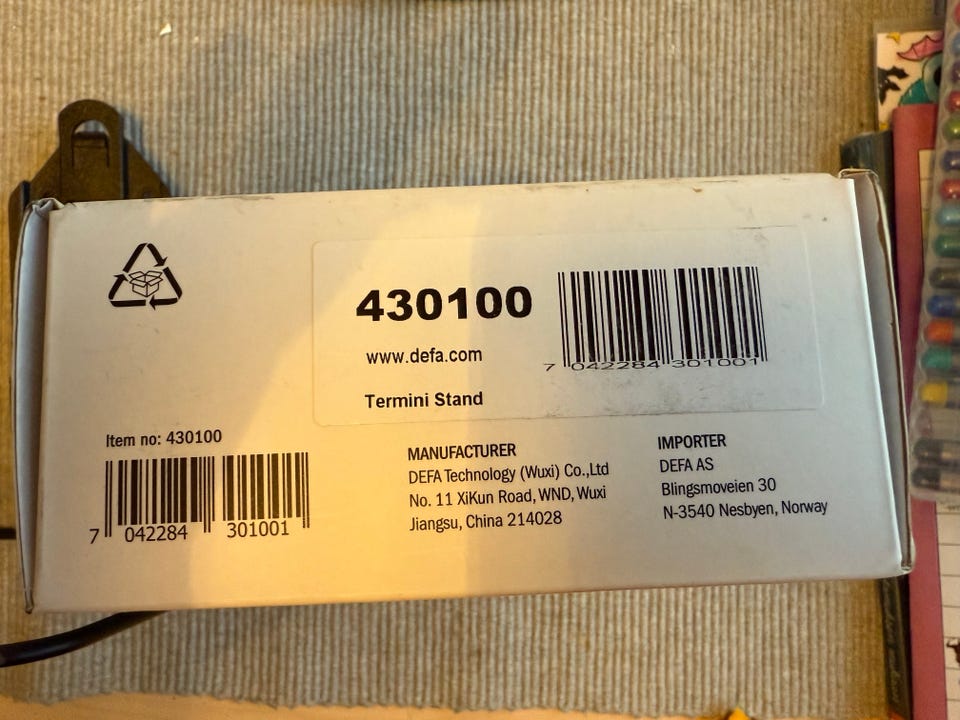 430100
7 042284 301001
www.defa.com
Termini Stand
Item no: 430100
7 042284 301001
MANUFACTURER
DEFA Technology (Wuxi) Co.,Ltd
No. 11 XiKun Road, WND, Wuxi
Jiangsu, China 214028
IMPORTER
DEFA AS
Blingsmoveien 30
N-3540 Nesbyen, Norway